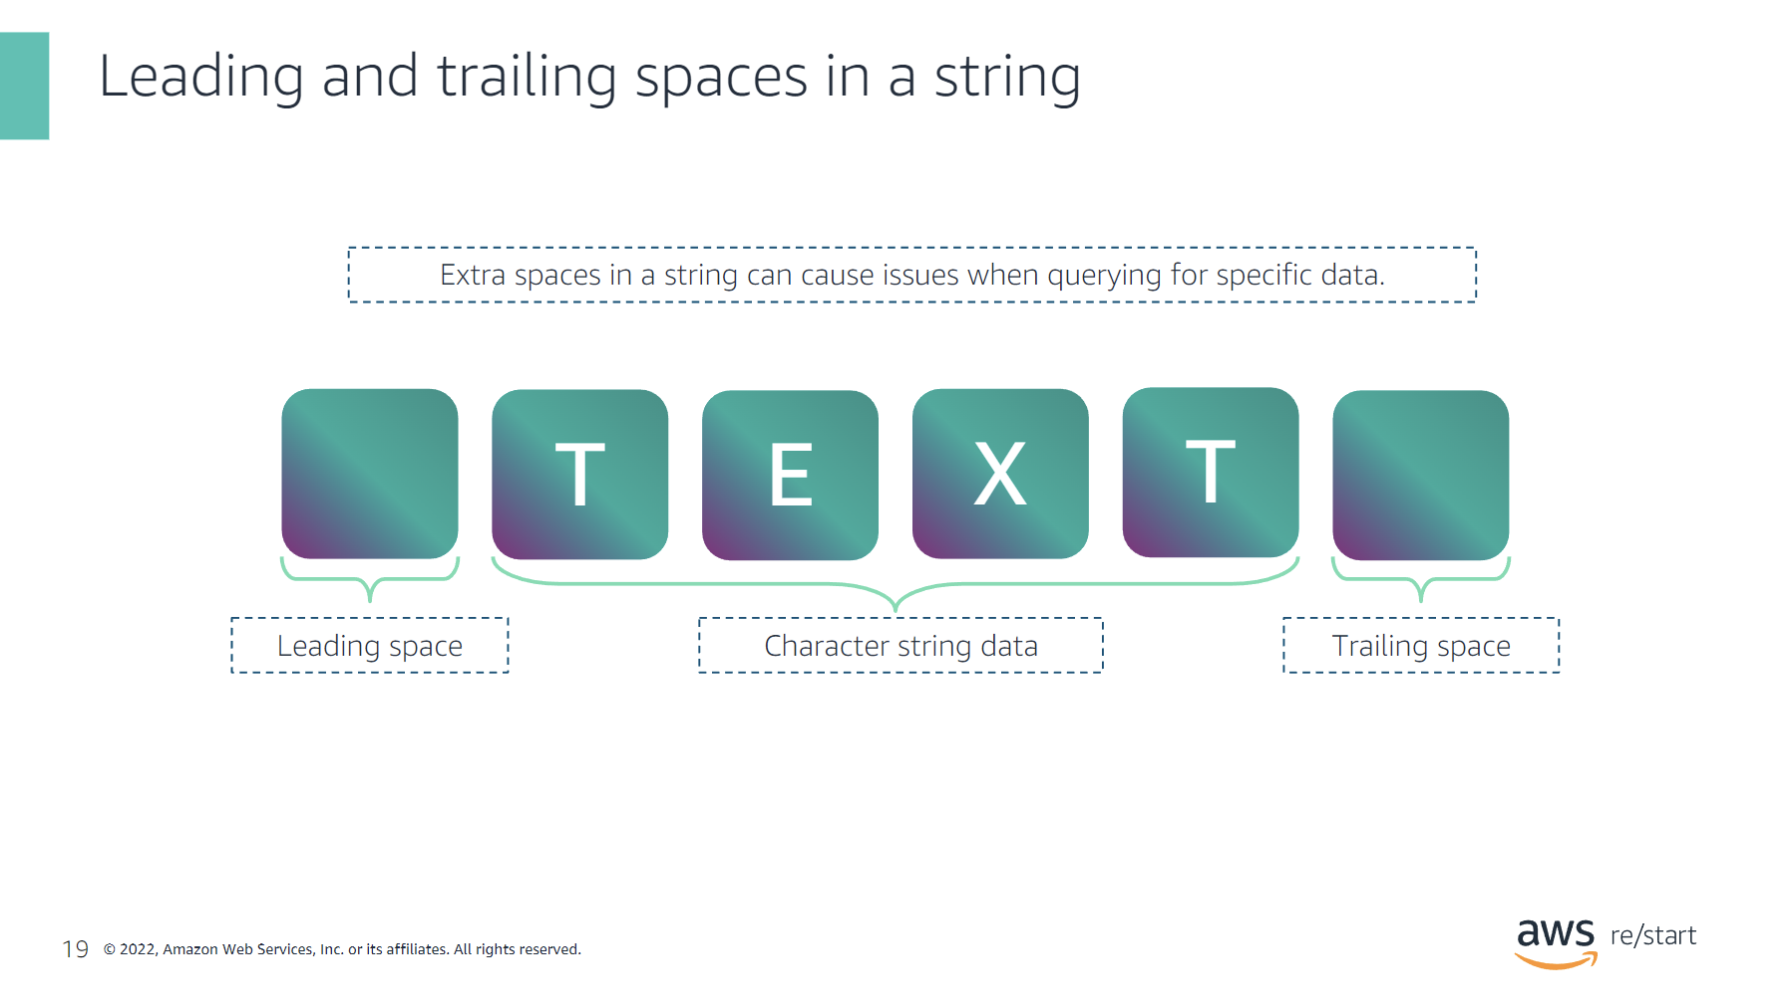 Leading and trailing spaces in a string
Extra spaces in a string can cause issues when querying for specific data.
T E X T
Leading space
Character string data
Trailing space
19 © 2022, Amazon Web Services, Inc. or its affiliates. All rights reserved.
aws re/start